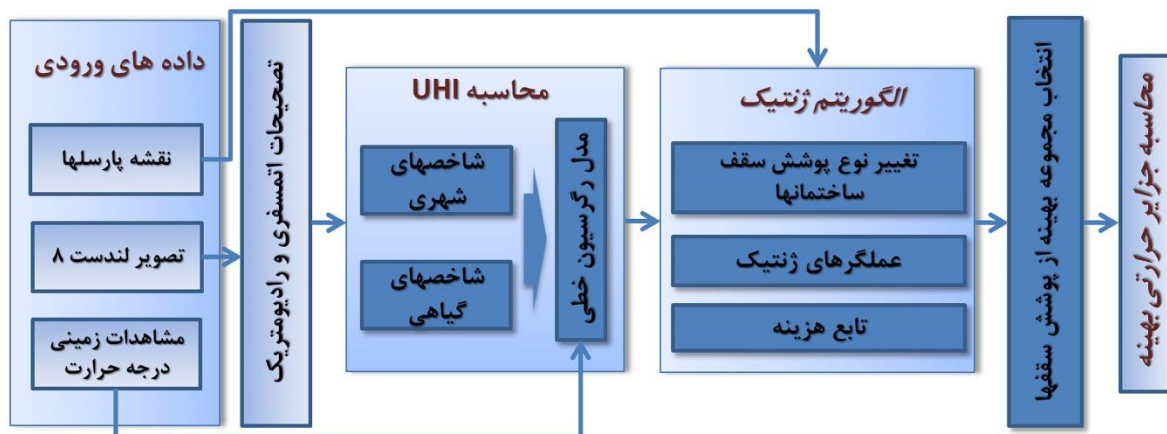 داده های ورودی
نقشه پارسلها
تصویر لندست ۸
مشاهدات زمینی
درجه حرارت
تصحیحات اتمسفری و رادیومتریک
محاسبه UHI
شاخصهای
شهری
شاخصهای
گیاهی
مدل رگرسیون خطی
الگوریتم ژنتیک
تغییر نوع پوشش سقف
ساختمانها
عملگرهای ژنتیک
تابع هزینه
انتخاب مجموعه بهینه از پوشش سقفها
محاسبه جزایر حرارتی بهینه